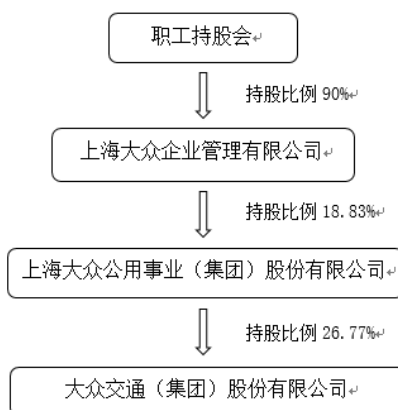 职工持股会
持股比例 90%
上海大众企业管理有限公司
持股比例 18.83%
上海大众公用事业（集团）股份有限公司
持股比例 26.77%
大众交通（集团）股份有限公司